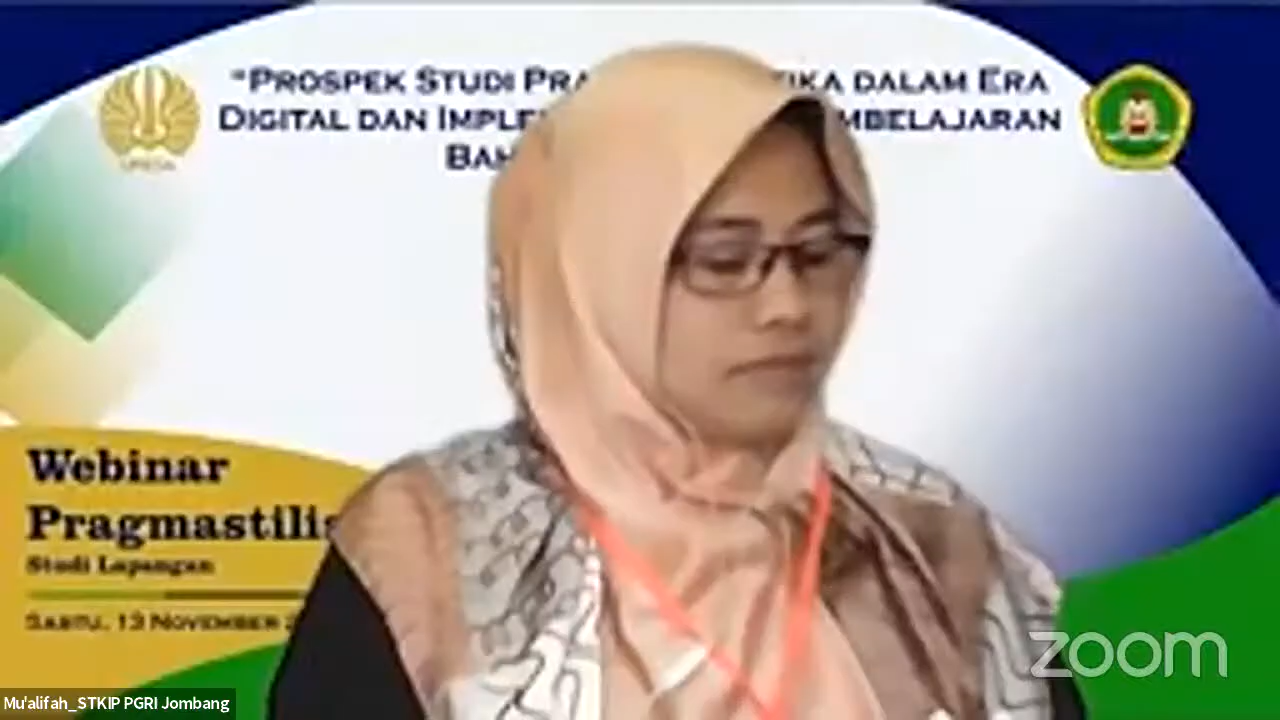 "PROSPEK STUDI PRA IKA DALAM ERA
DIGITAL DAN IMPLE MBELAJARAN
BAH
Webinar
Pragmastilis
Studi Lapangan
SABTU, 13 NOVEMBER
zoom
Mu'alifah_STKIP PGRI Jombang